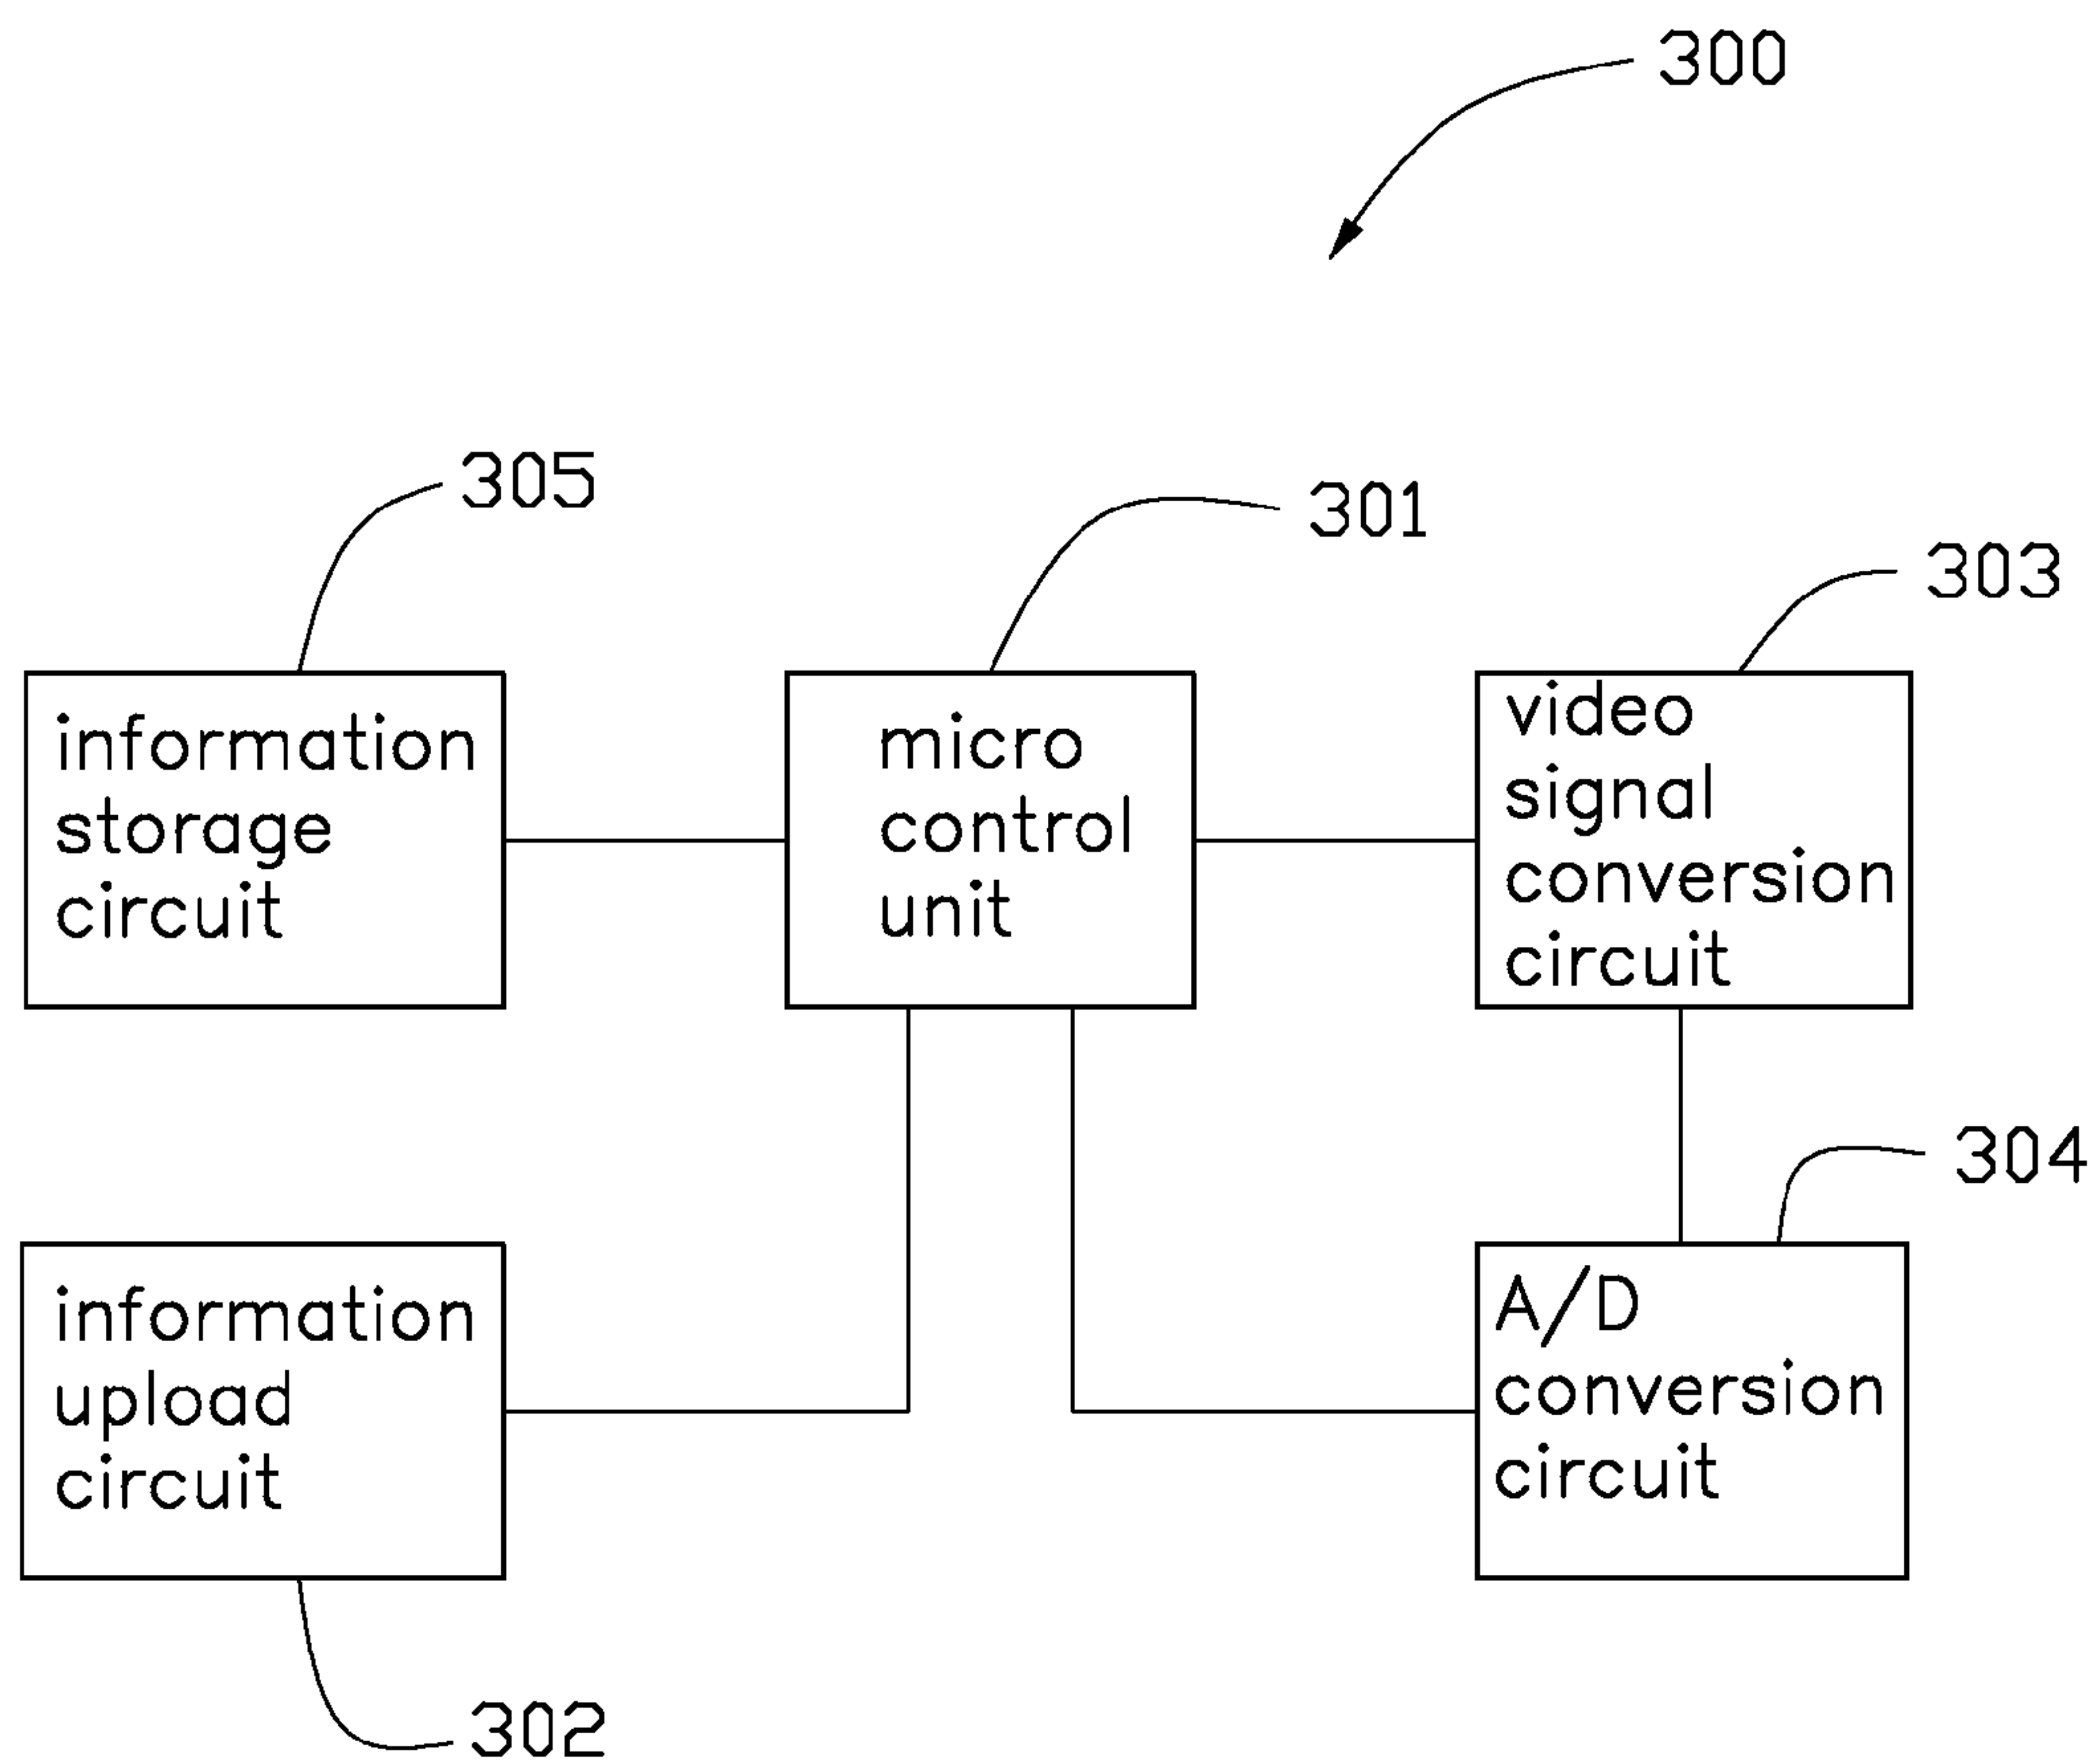 300
305
301
303
information
storage
circuit
micro
control
unit
video
signal
conversion
circuit
304
information
upload
circuit
A/D
conversion
circuit
302